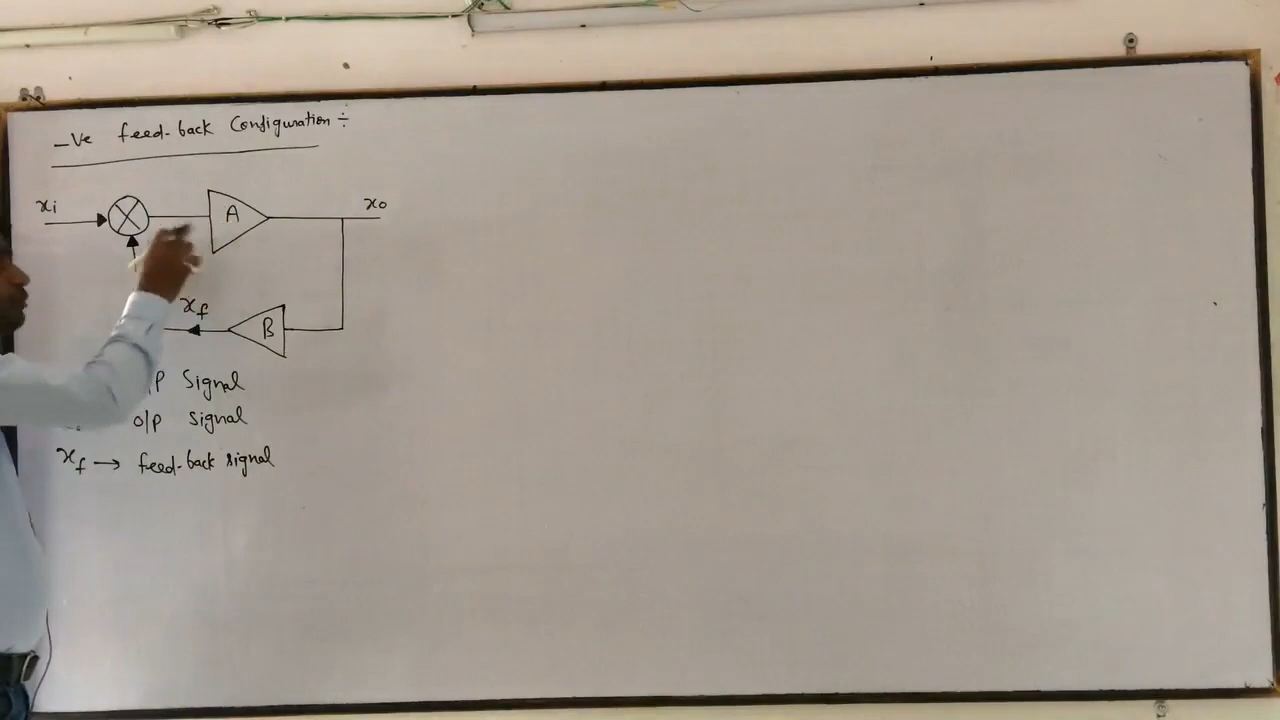 -Ve feed-back Configuration ÷
xi
A
xo
xf
B
/P Signal
o/p signal
xf → feed-back signal